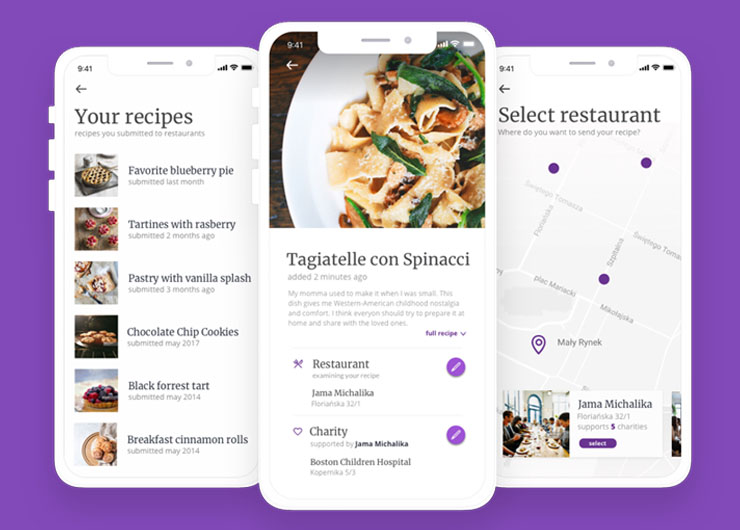 9:41
Your recipes
recipes you submitted to restaurants
Favorite blueberry pie
submitted last month
Tartines with rasberry
submitted 2 months ago
Pastry with vanilla splash
submitted 3 months ago
Chocolate Chip Cookies
submitted may 2017
Black forrest tart
submitted may 2014
Breakfast cinnamon rolls
submitted may 2014
9:41
Tagiatelle con Spinacci
added 2 minutes ago
My momma used to make it when I was small. This
dish gives me Western-American childhood nostalgia
and comfort. I think everyone should try to prepare it at
home and share with the loved ones.
full recipe
Restaurant
examining your recipe
Jama Michalika
Floriańska 32/1
Charity
supported by Jama Michalika
Boston Children Hospital
Kopernika 5/3
9:41
Select restaurant
Where do you want to send your recipe?
Świętego Tomasza
Floriańska
Szpitalna
Świętego Tomasza
plac Mariacki
Mikołajska
Mały Rynek
Jama Michalika
Floriańska 32/1
supports 5 charities
select